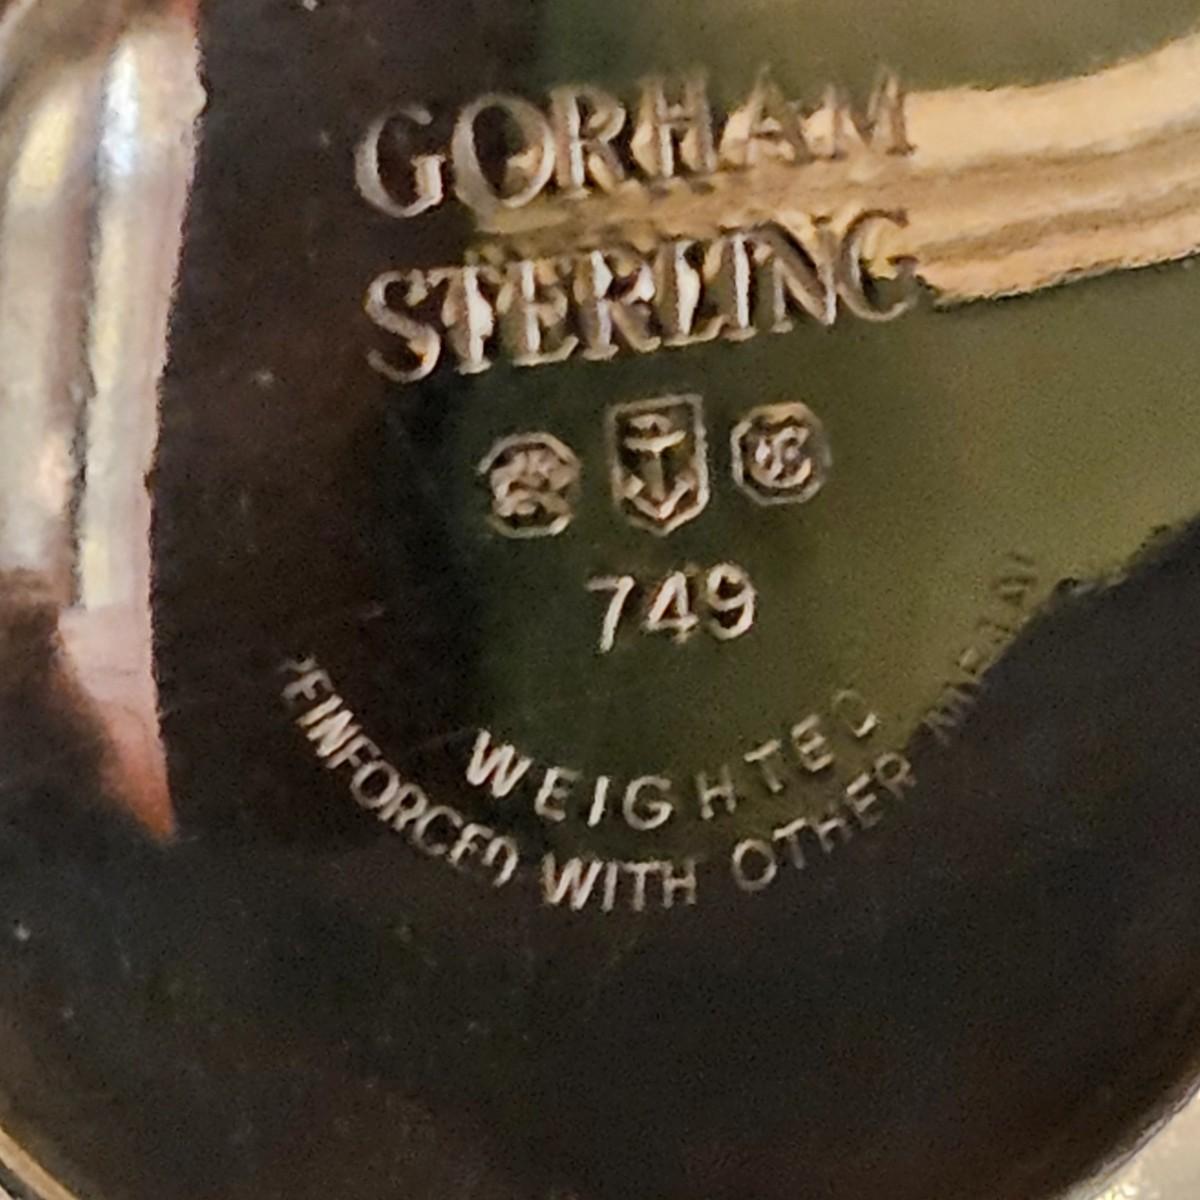 GORHAM
STERLING
749
WEIGHTED
REINFORCED WITH OTHER METAL